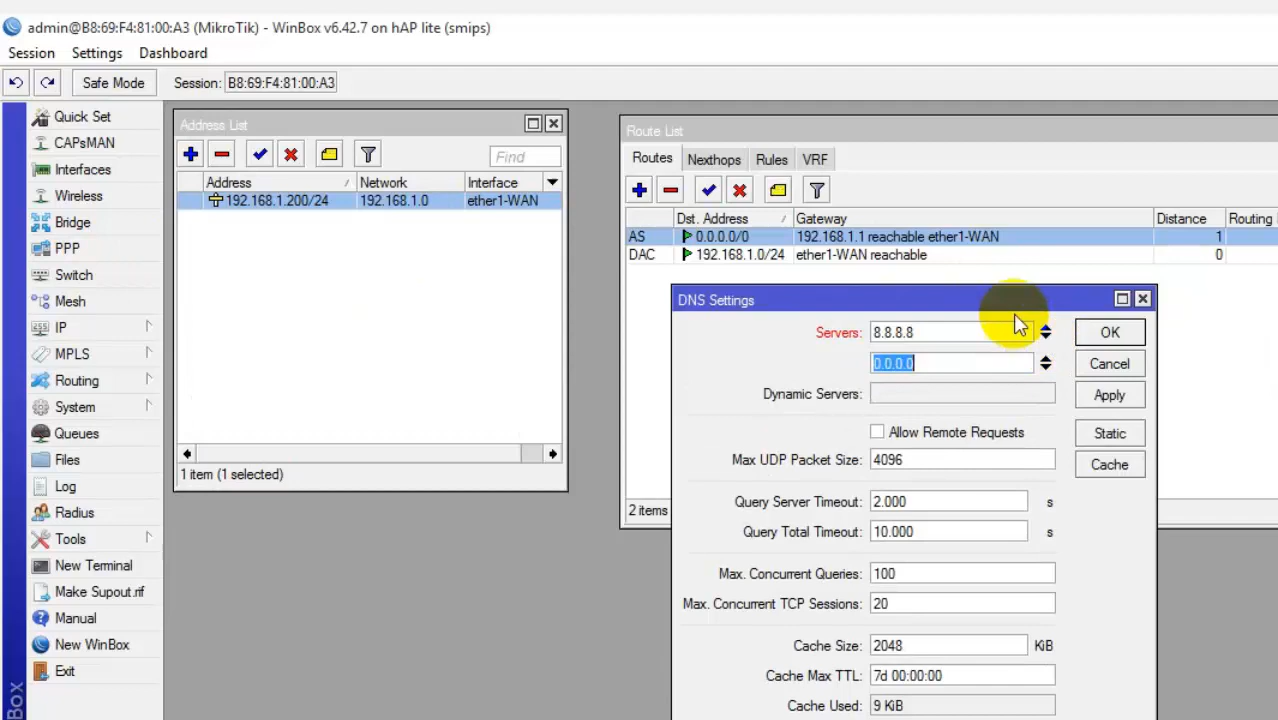 admin@B8:69:F4:81:00:A3 (MikroTik) - WinBox v6.42.7 on hAP lite (smips)
Session Settings Dashboard
Safe Mode Session: B8:69:F4:81:00:A3
Quick Set
CAPsMAN
Interfaces
Wireless
Bridge
PPP
Switch
Mesh
IP
MPLS
Routing
System
Queues
Files
Log
Radius
Tools
New Terminal
Make Supout.rif
Manual
New WinBox
Exit
Box
Address List
Find
Address Network Interface
192.168.1.200/24 192.168.1.0 ether1-WAN
1 item (1 selected)
Route List
Routes Nexthops Rules VRF
Dst. Address Gateway Distance Routing
AS 0.0.0.0/0 192.168.1.1 reachable ether1-WAN 1
DAC 192.168.1.0/24 ether1-WAN reachable 0
2 items
DNS Settings
Servers: 8.8.8.8 OK
0.0.0.0 Cancel
Dynamic Servers: Apply
Allow Remote Requests Static
Max UDP Packet Size: 4096 Cache
Query Server Timeout: 2.000 s
Query Total Timeout: 10.000 s
Max. Concurrent Queries: 100
Max. Concurrent TCP Sessions: 20
Cache Size: 2048 KiB
Cache Max TTL: 7d 00:00:00
Cache Used: 9 KiB